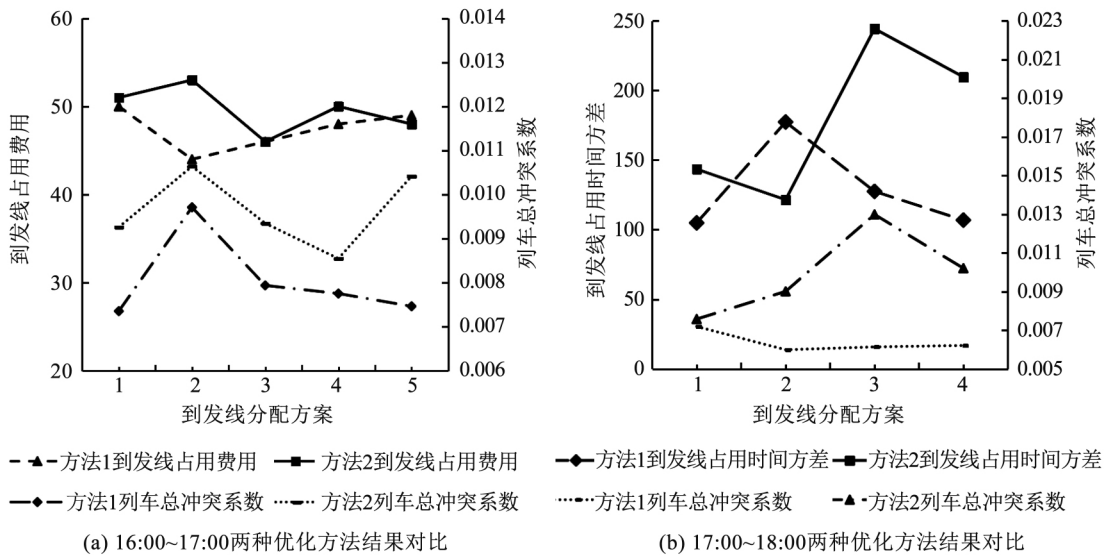 60
50
40
30
20
到发线占用费用
0.014
0.013
0.012
0.011
0.010
0.009
0.008
0.007
0.006
列车总冲突系数
1 2 3 4 5
到发线分配方案
方法1到发线占用费用
方法2到发线占用费用
方法1列车总冲突系数
方法2列车总冲突系数
(a) 16:00~17:00两种优化方法结果对比
250
200
150
100
50
0
到发线占用时间方差
0.023
0.021
0.019
0.017
0.015
0.013
0.011
0.009
0.007
0.005
列车总冲突系数
1 2 3 4
到发线分配方案
方法1到发线占用时间方差
方法2到发线占用时间方差
方法1列车总冲突系数
方法2列车总冲突系数
(b) 17:00~18:00两种优化方法结果对比